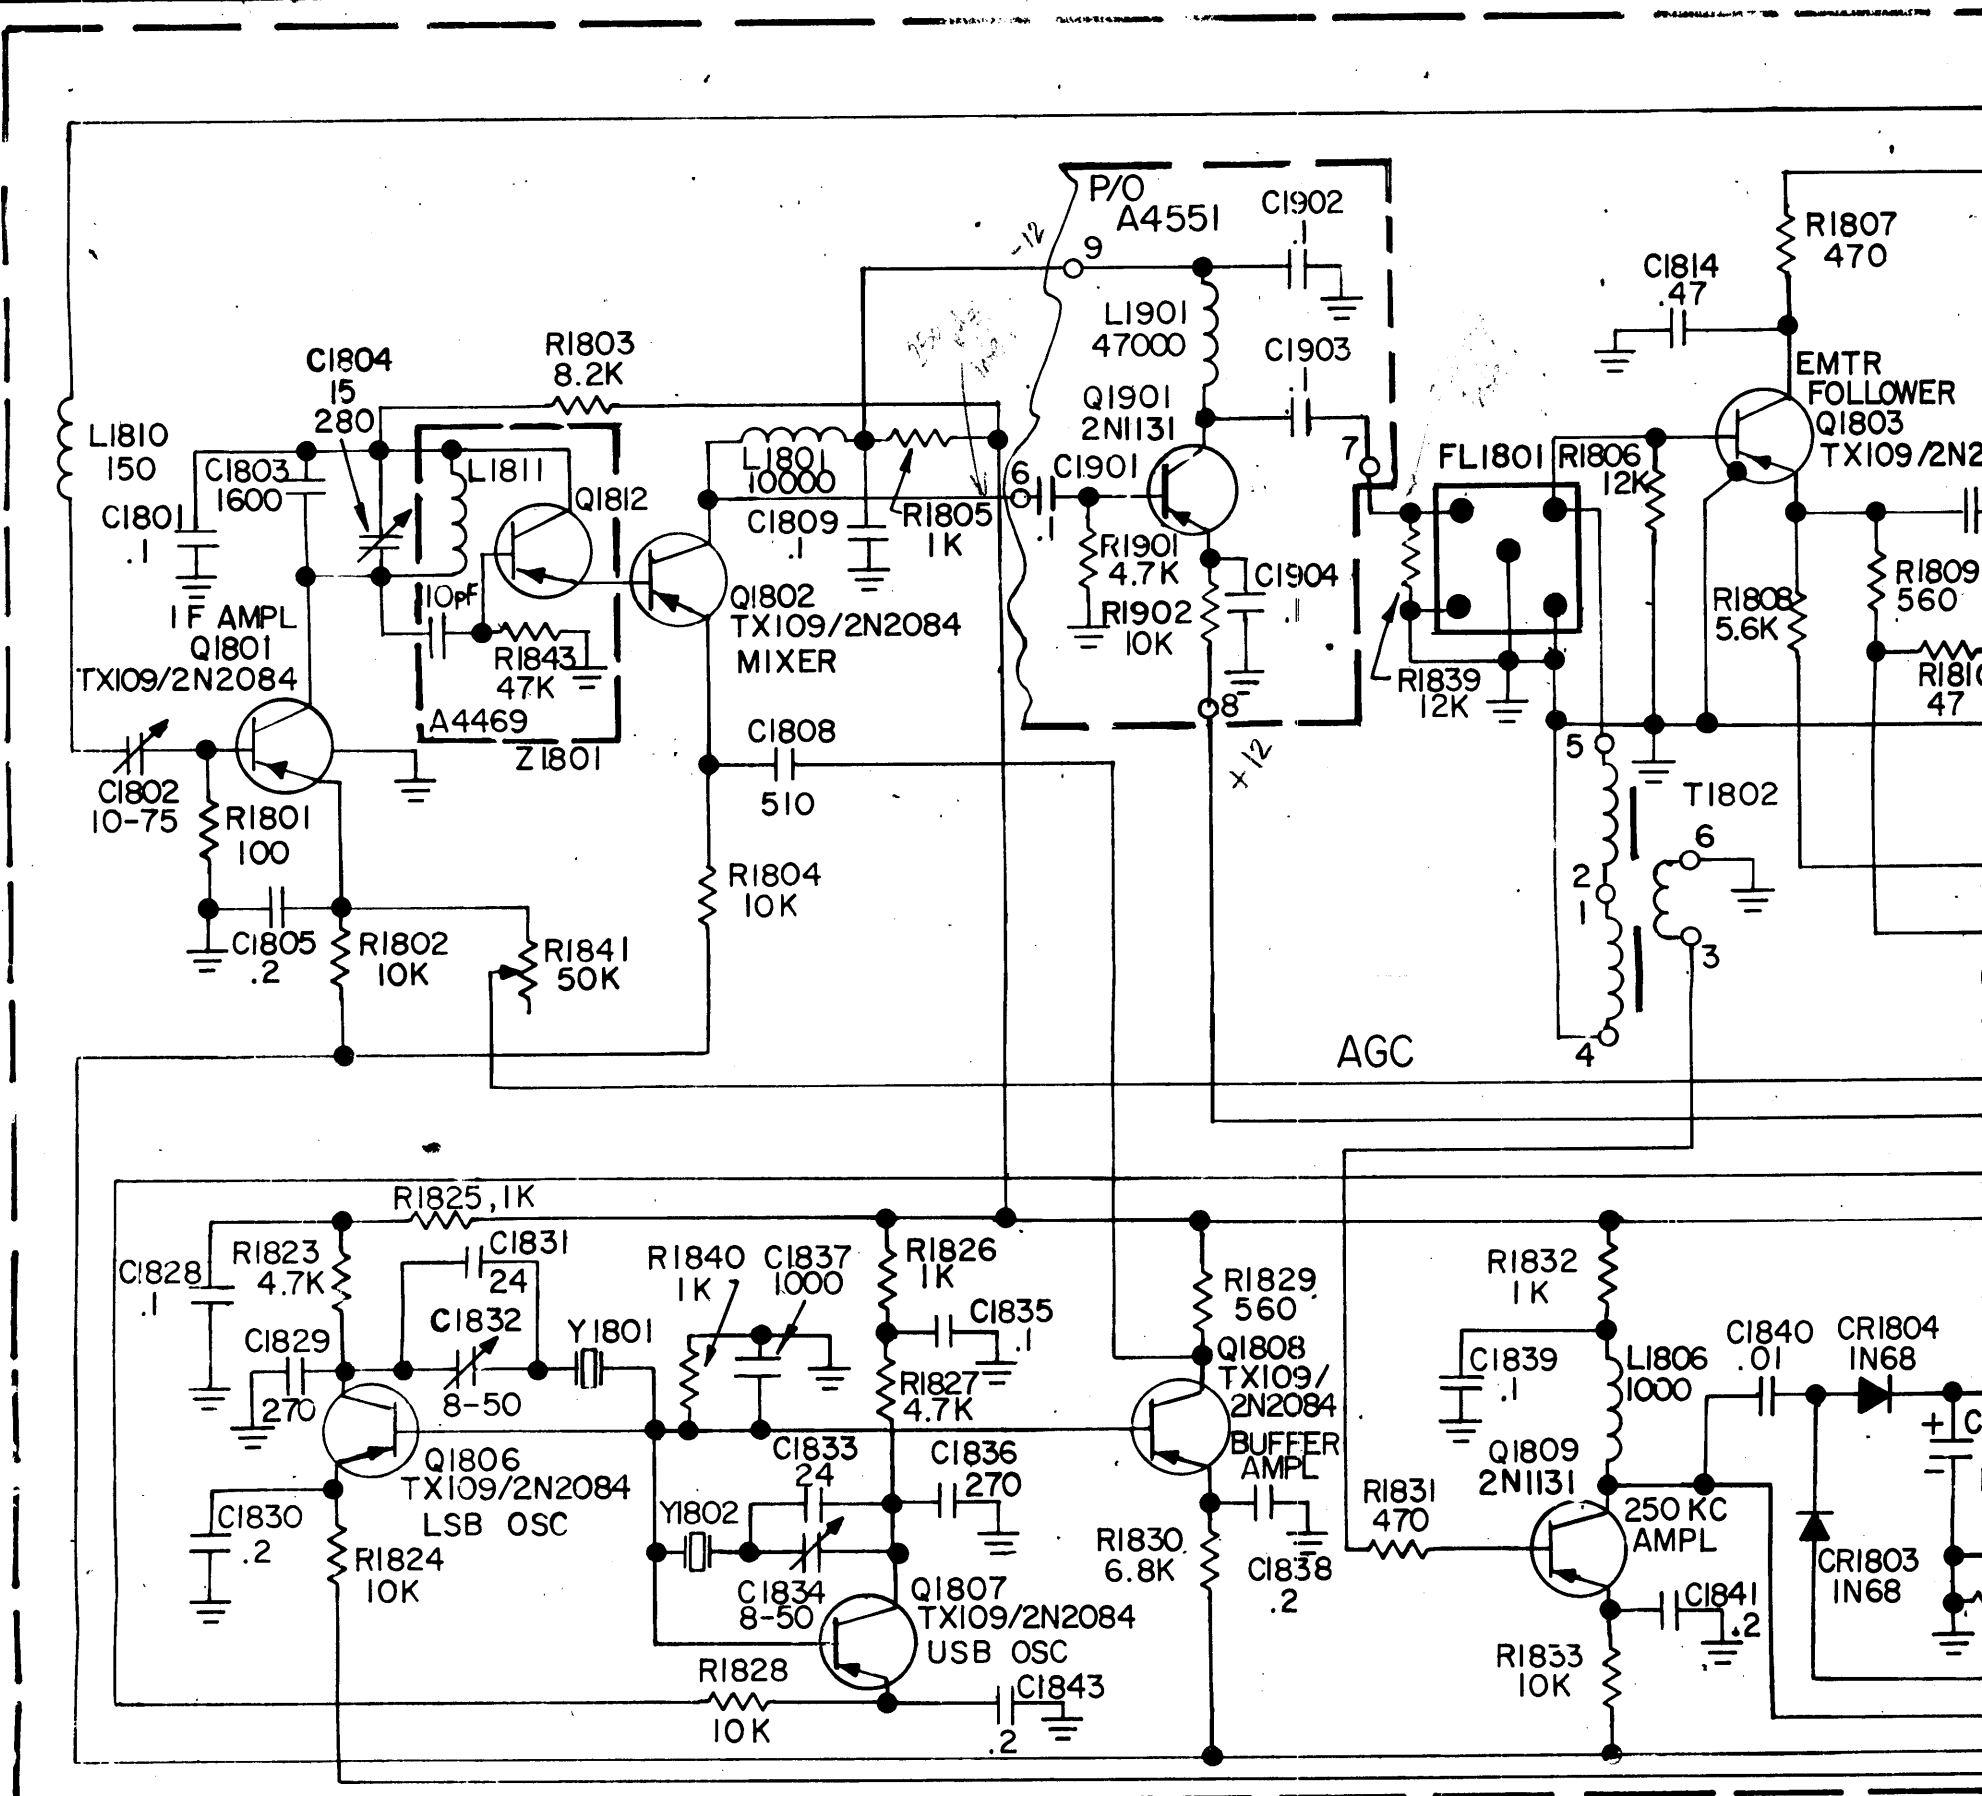 P/O
A4551
C1902
.1
-12
9
R1807
470
C1814
.47
L1901
47000
C1903
.1
R1803
8.2K
C1804
15
280
EMTR
FOLLOWER
Q1803
TX109/2N2
Q1901
2N1131
7
L1810
150
C1803
1600
L1811
L1801
10000
6
C1901
.1
FL1801
R1806
12K
Q1812
C1801
.1
C1809
.1
R1805
1K
R1901
4.7K
C1904
.1
R1809
560
10pF
Q1802
TX109/2N2084
MIXER
R1902
10K
R1808
5.6K
IF AMPL
Q1801
TX109/2N2084
R1843
47K
R1839
12K
R1810
47
A4469
Z1801
8
+12
C1808
510
5
T1802
C1802
10-75
R1801
100
6
R1804
10K
2
1
C1805
.2
R1802
10K
R1841
50K
3
AGC
4
R1825, 1K
C1828
.1
R1823
4.7K
C1831
24
R1840
1K
C1837
1000
R1826
1K
R1829
560
R1832
1K
C1829
270
C1832
8-50
Y1801
C1835
.1
Q1808
TX109/
2N2084
BUFFER
AMPL
C1839
.1
L1806
1000
C1840
.01
CR1804
1N68
R1827
4.7K
+
C
-
Q1806
TX109/2N2084
LSB OSC
C1833
24
C1836
270
Q1809
2N1131
250 KC
AMPL
C1830
.2
Y1802
R1831
470
R1824
10K
C1834
8-50
R1830
6.8K
C1838
.2
CR1803
1N68
Q1807
TX109/2N2084
USB OSC
C1841
.2
R1828
10K
C1843
.2
R1833
10K